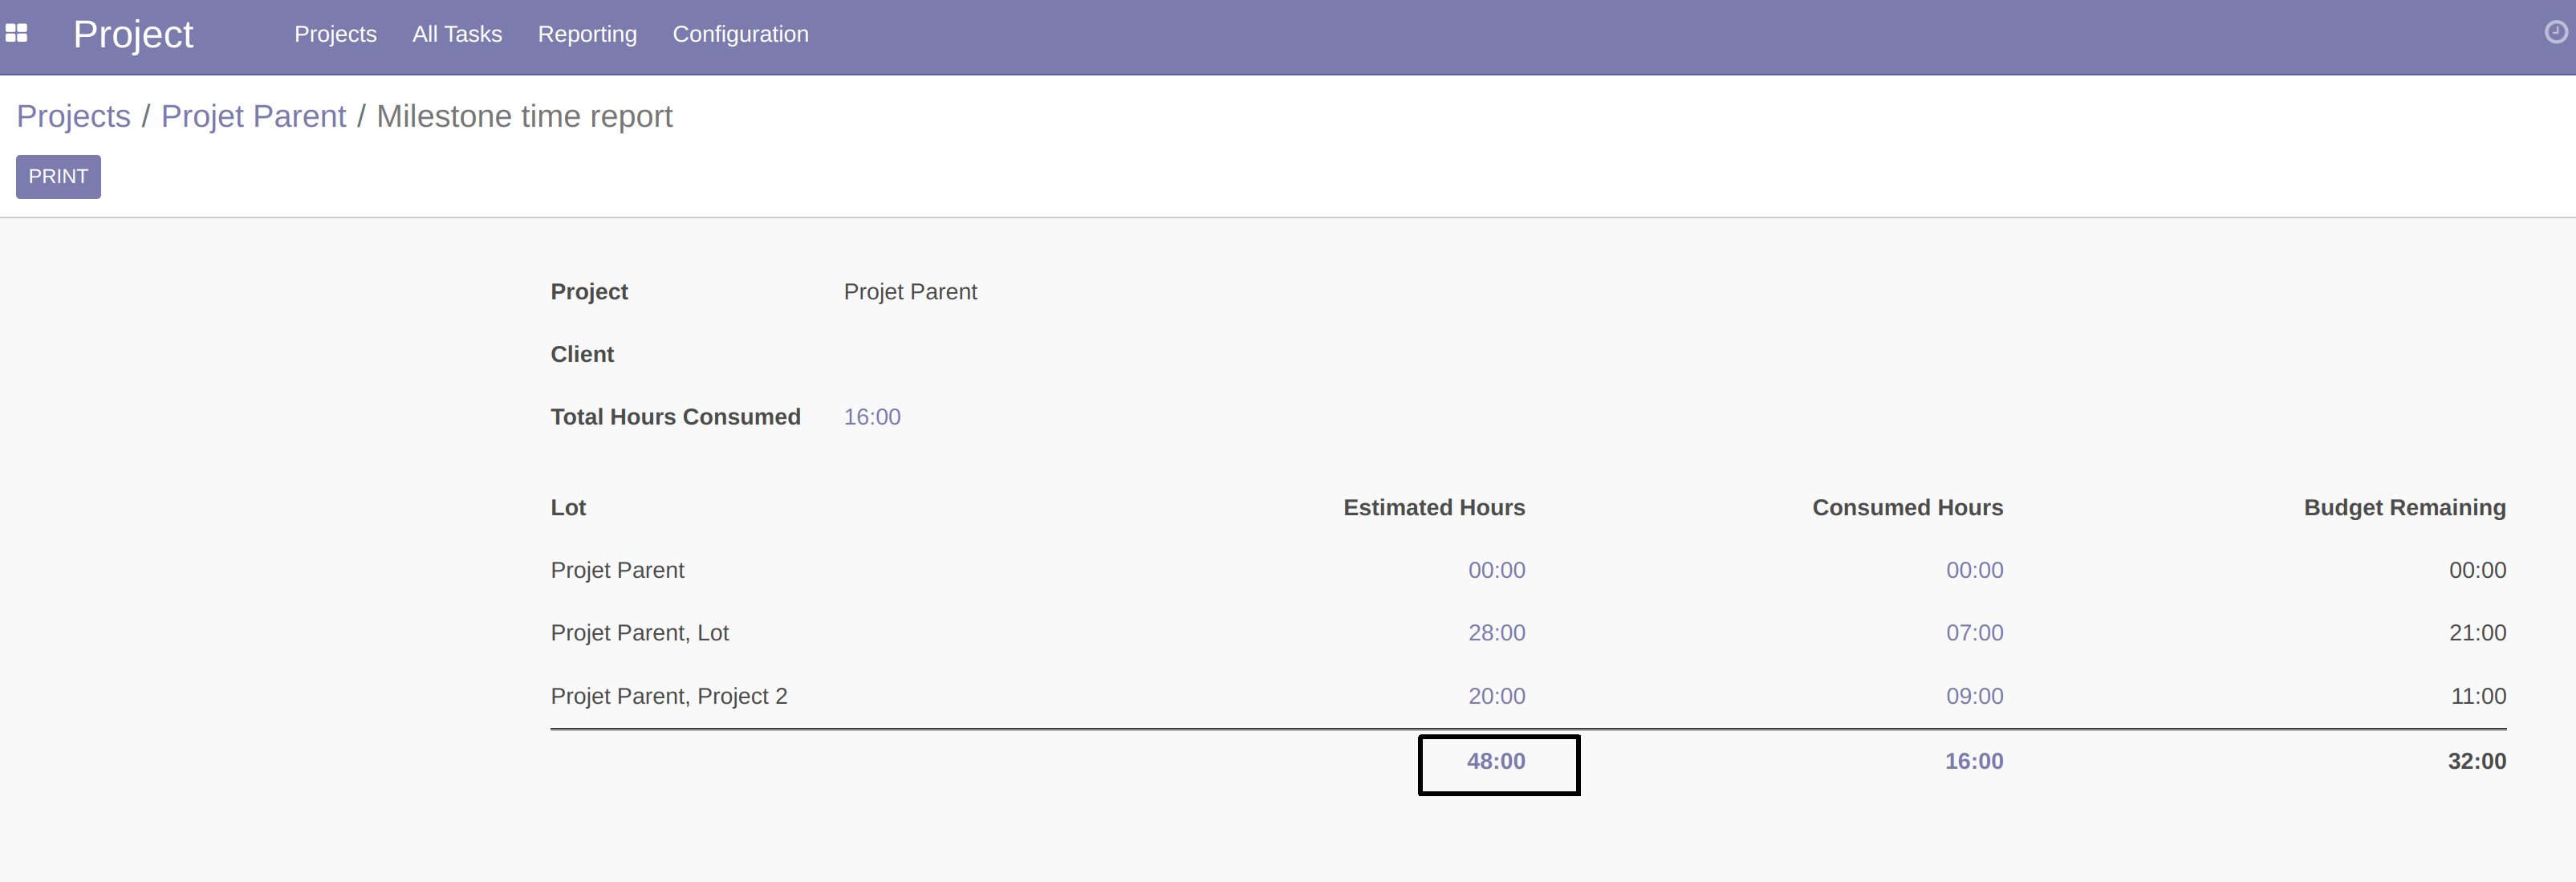 Project Projects All Tasks Reporting Configuration
Projects / Projet Parent / Milestone time report
PRINT
Project Projet Parent
Client
Total Hours Consumed 16:00
Lot Estimated Hours Consumed Hours Budget Remaining
Projet Parent 00:00 00:00 00:00
Projet Parent, Lot 28:00 07:00 21:00
Projet Parent, Project 2 20:00 09:00 11:00
48:00 16:00 32:00